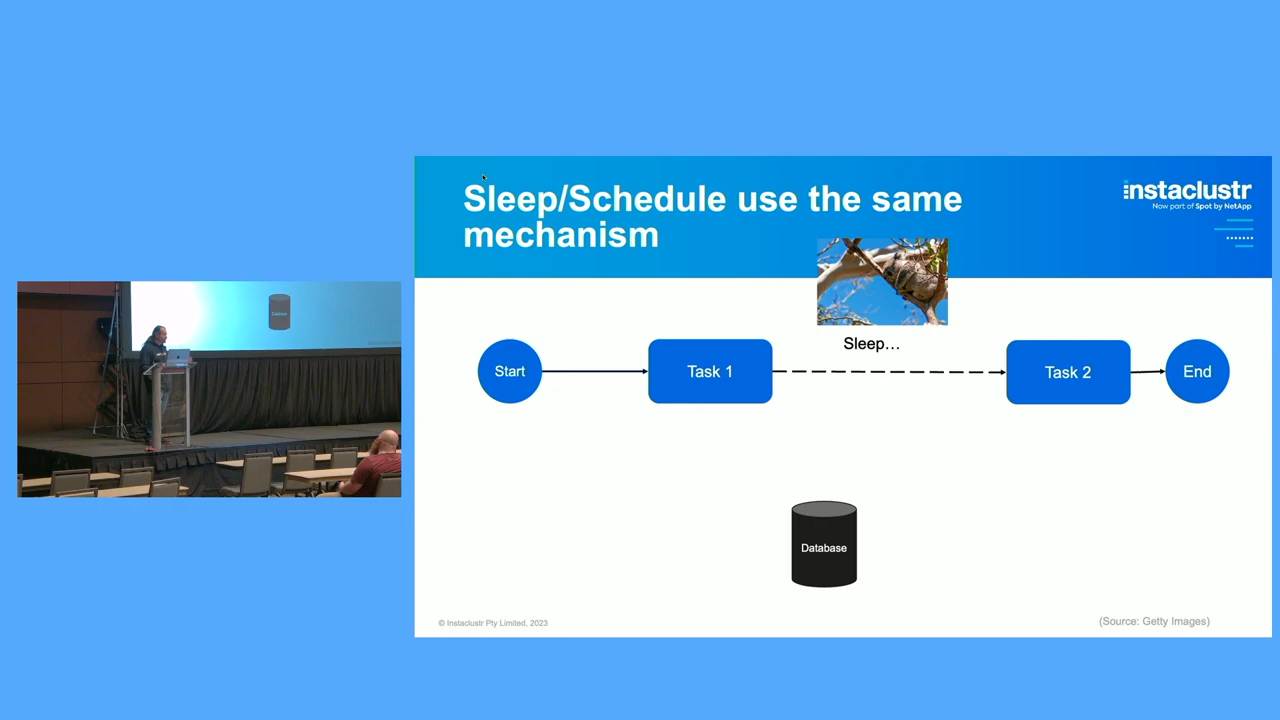 Sleep/Schedule use the same
mechanism
instaclustr
Now part of Spot by NetApp
Sleep…
Start
Task 1
Task 2
End
Database
Database
© Instaclustr Pty Limited, 2023
(Source: Getty Images)